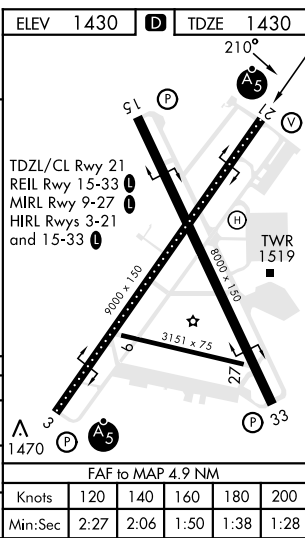 ELEV 1430 D TDZE 1430
210°
A5
15
P
21
V
TDZL/CL Rwy 21
REIL Rwy 15-33 L
MIRL Rwy 9-27 L
HIRL Rwys 3-21
and 15-33 L
H
TWR
1519
9000 x 150
8000 x 150
3151 x 75
9
27
3
33
1470
P
A5
P
FAF to MAP 4.9 NM
Knots 120 140 160 180 200
Min:Sec 2:27 2:06 1:50 1:38 1:28